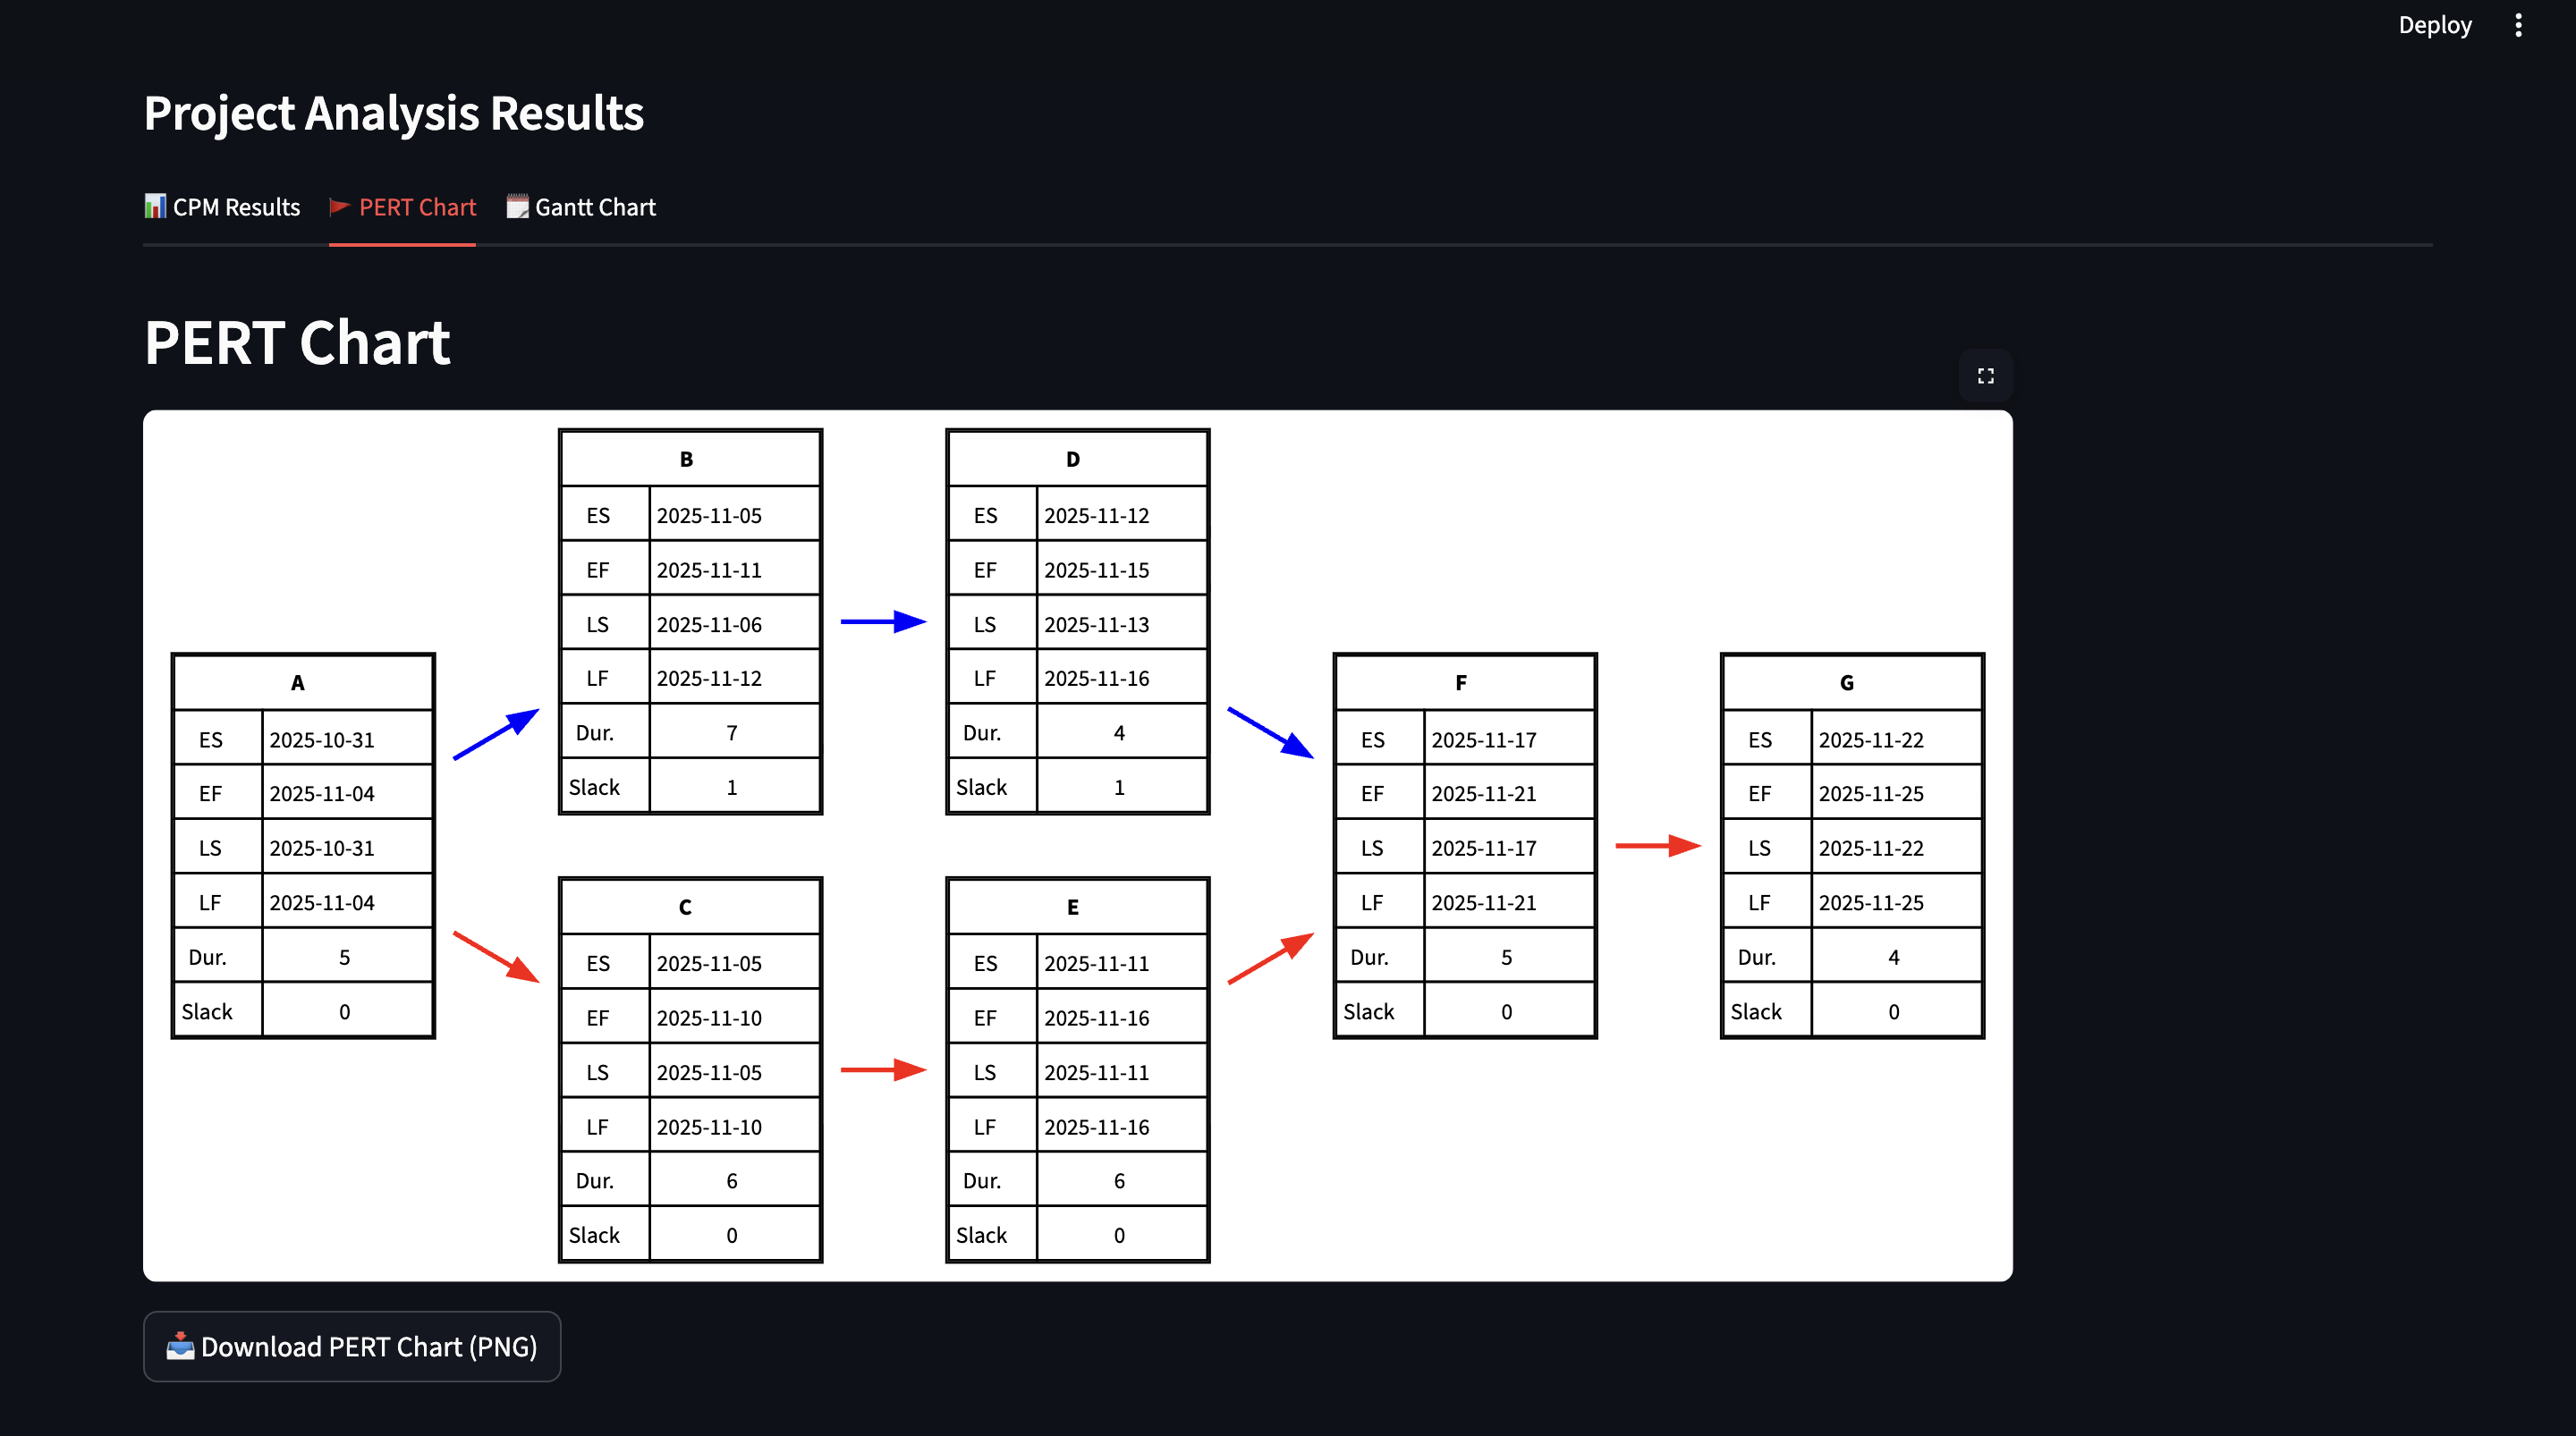 Deploy
Project Analysis Results
CPM Results
PERT Chart
Gantt Chart
PERT Chart
A
ES 2025-10-31
EF 2025-11-04
LS 2025-10-31
LF 2025-11-04
Dur. 5
Slack 0
B
ES 2025-11-05
EF 2025-11-11
LS 2025-11-06
LF 2025-11-12
Dur. 7
Slack 1
C
ES 2025-11-05
EF 2025-11-10
LS 2025-11-05
LF 2025-11-10
Dur. 6
Slack 0
D
ES 2025-11-12
EF 2025-11-15
LS 2025-11-13
LF 2025-11-16
Dur. 4
Slack 1
E
ES 2025-11-11
EF 2025-11-16
LS 2025-11-11
LF 2025-11-16
Dur. 6
Slack 0
F
ES 2025-11-17
EF 2025-11-21
LS 2025-11-17
LF 2025-11-21
Dur. 5
Slack 0
G
ES 2025-11-22
EF 2025-11-25
LS 2025-11-22
LF 2025-11-25
Dur. 4
Slack 0
Download PERT Chart (PNG)